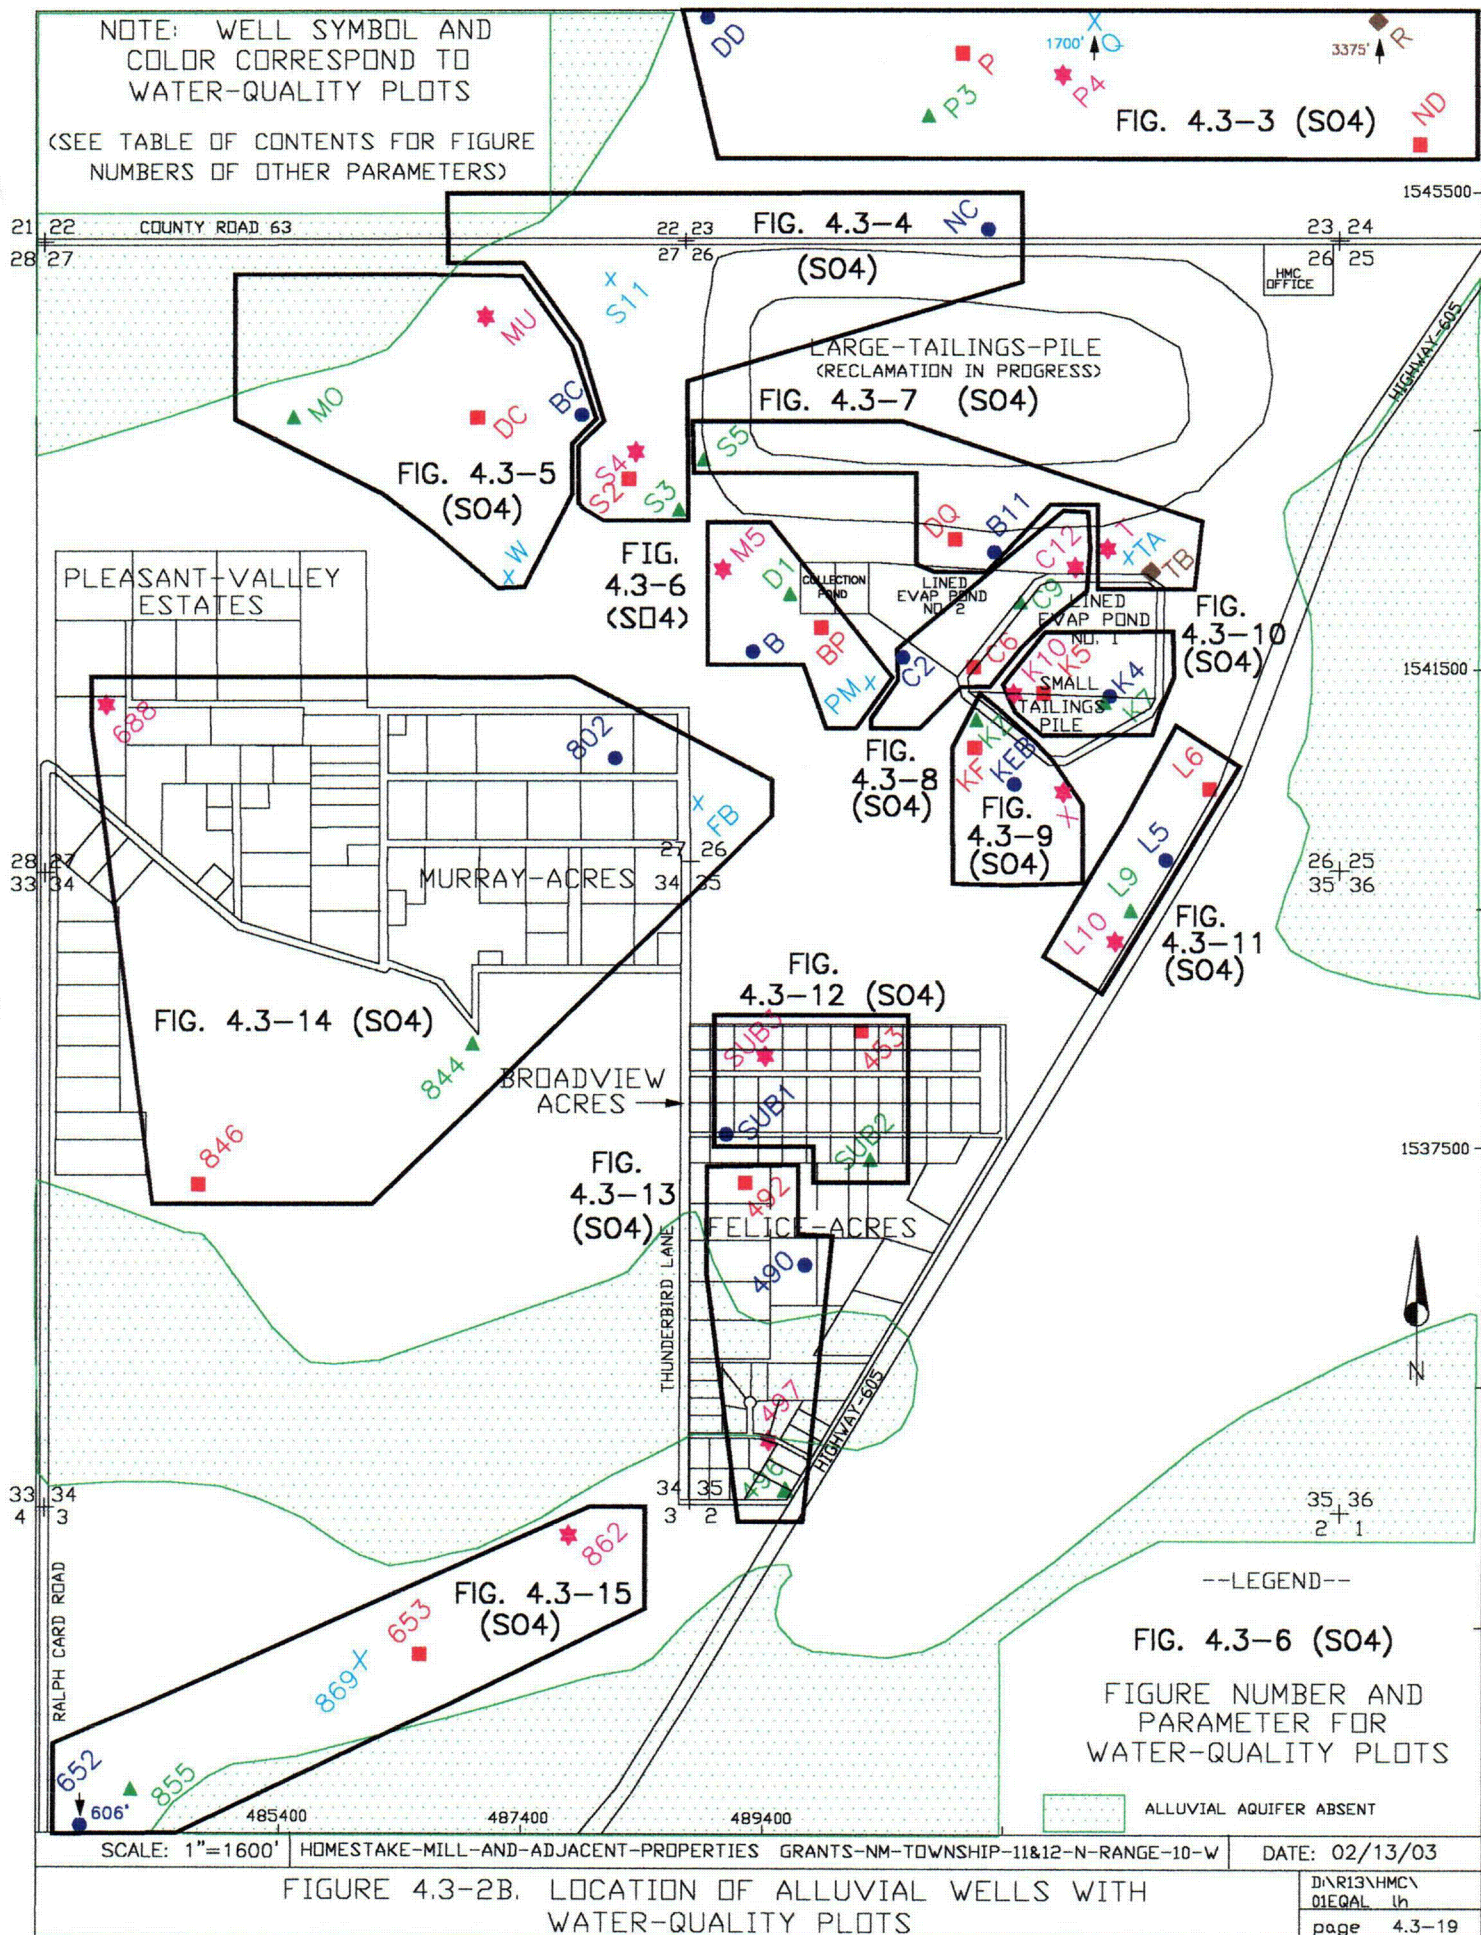 NOTE: WELL SYMBOL AND
COLOR CORRESPOND TO
WATER-QUALITY PLOTS
(SEE TABLE OF CONTENTS FOR FIGURE
NUMBERS OF OTHER PARAMETERS)
DD
P
P3
P4
1700'
Q
3375'
R
ND
FIG. 4.3-3 (SO4)
1545500
21 22
28 27
COUNTY ROAD 63
22 23
27 26
FIG. 4.3-4
(SO4)
NC
23 24
26 25
HMC
OFFICE
HIGHWAY-605
S11
MU
MO
DC
BC
FIG. 4.3-5
(SO4)
W
LARGE-TAILINGS-PILE
(RECLAMATION IN PROGRESS)
FIG. 4.3-7 (SO4)
S4
S2
S3
S5
FIG.
4.3-6
(SO4)
DQ
B11
C12
T
TA
TB
M5
D1
COLLECTION
POND
LINED
EVAP POND
NO. 2
C9
LINED
EVAP POND
NO. 1
FIG.
4.3-10
(SO4)
B
BP
PM
C2
C6
K10
K5
K4
K7
SMALL
TAILINGS
PILE
1541500
PLEASANT-VALLEY
ESTATES
688
802
FB
FIG.
4.3-8
(SO4)
KZ
KF
KEB
X
FIG.
4.3-9
(SO4)
L6
L5
L9
L10
FIG.
4.3-11
(SO4)
28 27
33 34
MURRAY-ACRES
27 26
34 35
26 25
35 36
FIG. 4.3-14 (SO4)
844
846
FIG.
4.3-12 (SO4)
SUB3
453
BROADVIEW
ACRES
SUB1
SUB2
1537500
FIG.
4.3-13
(SO4)
492
FELICE-ACRES
490
THUNDERBIRD LANE
497
HIGHWAY-605
496
N
33 34
4 3
34 35
3 2
35 36
2 1
RALPH CARD ROAD
862
FIG. 4.3-15
(SO4)
653
869
652
855
606'
485400
487400
489400
--LEGEND--
FIG. 4.3-6 (SO4)
FIGURE NUMBER AND
PARAMETER FOR
WATER-QUALITY PLOTS
ALLUVIAL AQUIFER ABSENT
SCALE: 1"=1600'
HOMESTAKE-MILL-AND-ADJACENT-PROPERTIES GRANTS-NM-TOWNSHIP-11&12-N-RANGE-10-W
DATE: 02/13/03
FIGURE 4.3-2B. LOCATION OF ALLUVIAL WELLS WITH
WATER-QUALITY PLOTS
D:\R13\HMC\
01EQAL lh
page 4.3-19